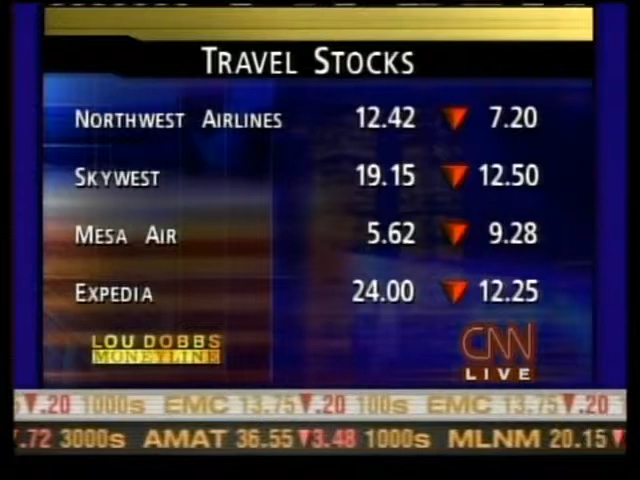 TRAVEL STOCKS
NORTHWEST AIRLINES 12.42 ▼ 7.20
SKYWEST 19.15 ▼ 12.50
MESA AIR 5.62 ▼ 9.28
EXPEDIA 24.00 ▼ 12.25
LOU DOBBS
MONEYLINE
CNN
LIVE
▼.20 1000s EMC 13.75▼.20 100s EMC 13.75▼.20
.72 3000s AMAT 36.55▼3.48 1000s MLNM 20.15▼